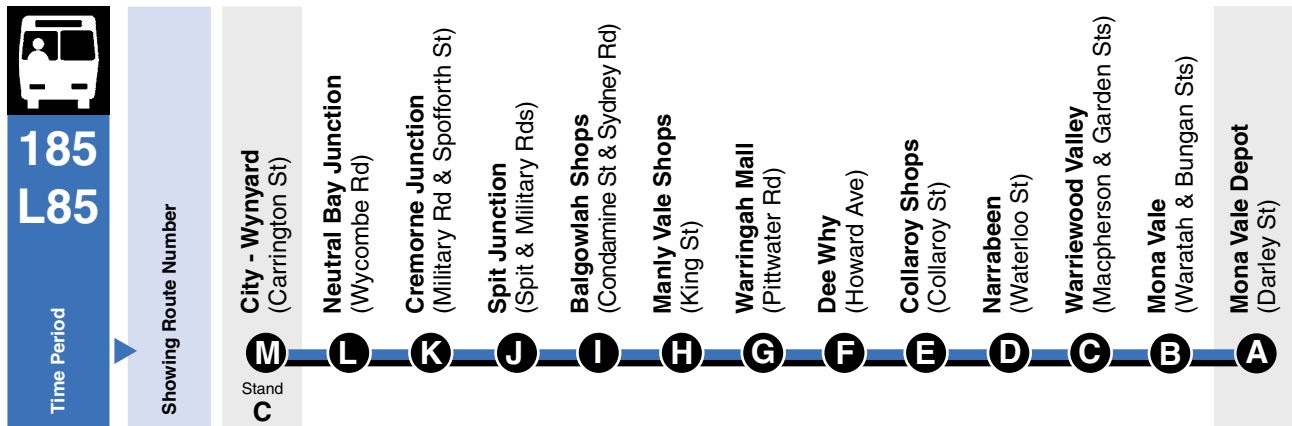 185
L85
Time Period
Showing Route Number
City - Wynyard
(Carrington St)
Neutral Bay Junction
(Wycombe Rd)
Cremorne Junction
(Military Rd & Spofforth St)
Spit Junction
(Spit & Military Rds)
Balgowlah Shops
(Condamine St & Sydney Rd)
Manly Vale Shops
(King St)
Warringah Mall
(Pittwater Rd)
Dee Why
(Howard Ave)
Collaroy Shops
(Collaroy St)
Narrabeen
(Waterloo St)
Warriewood Valley
(Macpherson & Garden Sts)
Mona Vale
(Waratah & Bungan Sts)
Mona Vale Depot
(Darley St)
M L K J I H G F E D C B A
Stand
C